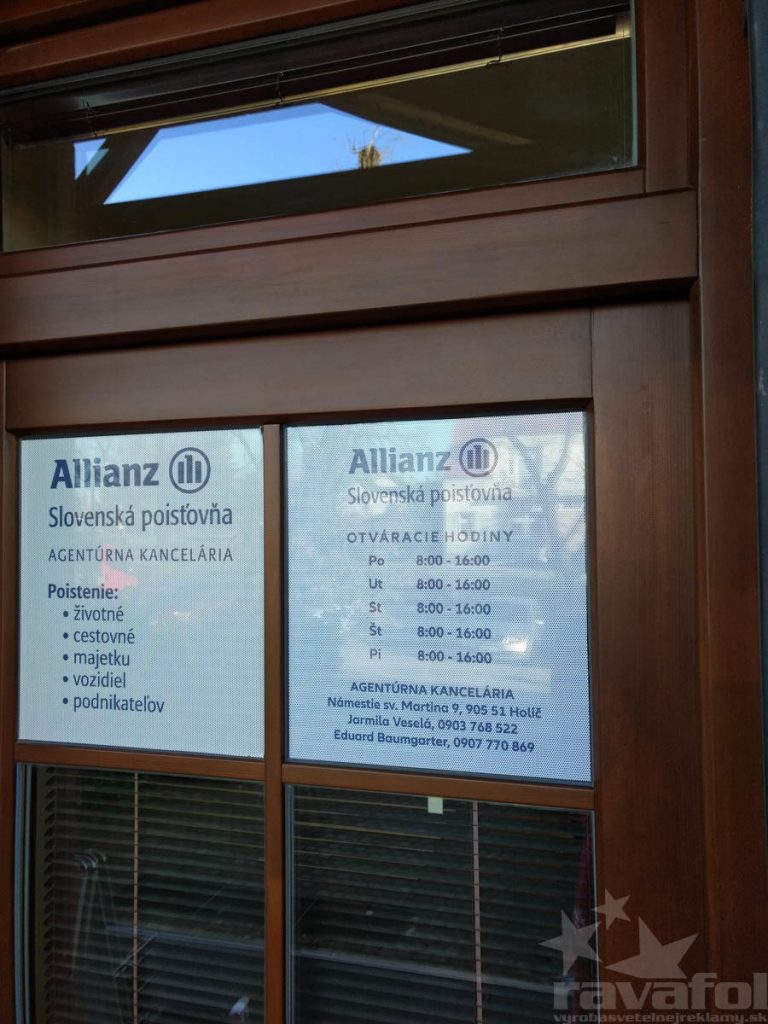 Allianz
Slovenská poisťovňa
AGENTÚRNA KANCELÁRIA
Poistenie:
• životné
• cestovné
• majetku
• vozidiel
• podnikateľov
Allianz
Slovenská poisťovňa
OTVÁRACIE HODINY
Po 8:00 - 16:00
Ut 8:00 - 16:00
St 8:00 - 16:00
Št 8:00 - 16:00
Pi 8:00 - 16:00
AGENTÚRNA KANCELÁRIA
Námestie sv. Martina 9, 905 51 Holíč
Jarmila Veselá, 0903 768 522
Eduard Baumgarter, 0907 770 869
ravafol
vyrobasvetelnejreklamy.sk